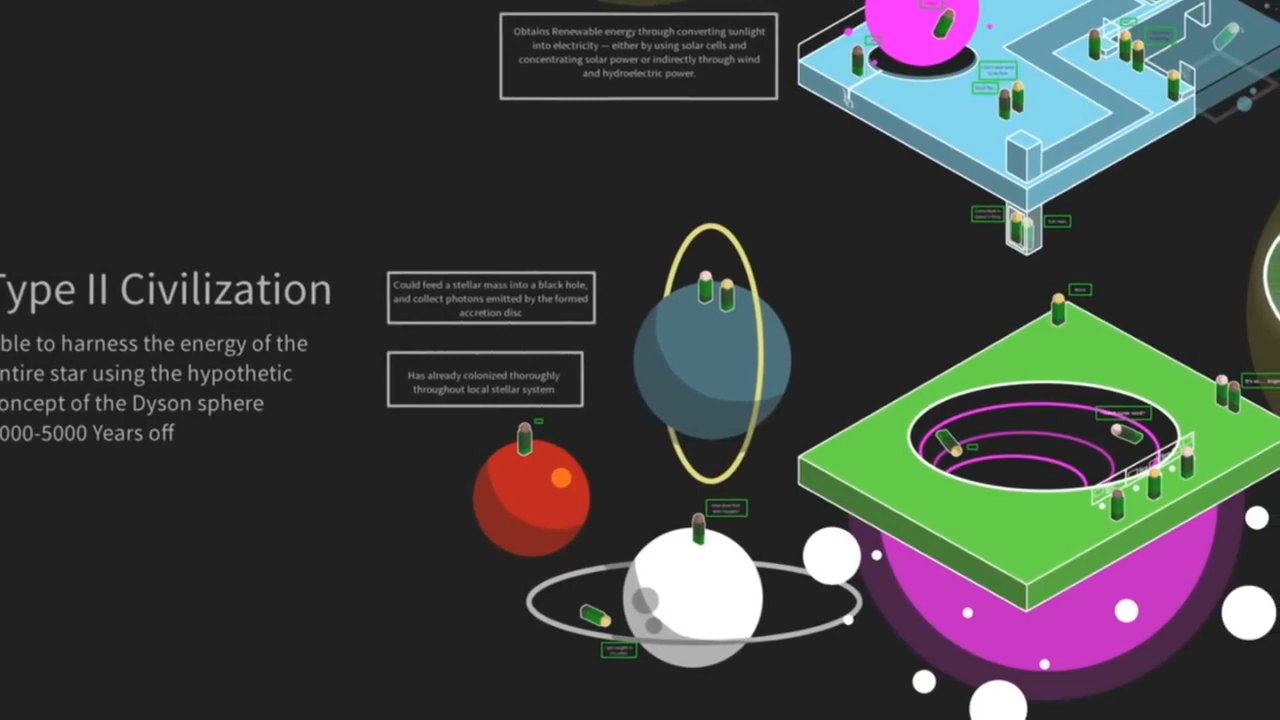 Obtains Renewable energy through converting sunlight
into electricity — either by using solar cells and
concentrating solar power or indirectly through wind
and hydroelectric power.
Type II Civilization
ble to harness the energy of the
ntire star using the hypothetic
oncept of the Dyson sphere
000-5000 Years off
Could feed a stellar mass into a black hole,
and collect photons emitted by the formed
accretion disc
Has already colonized thoroughly
throughout local stellar system